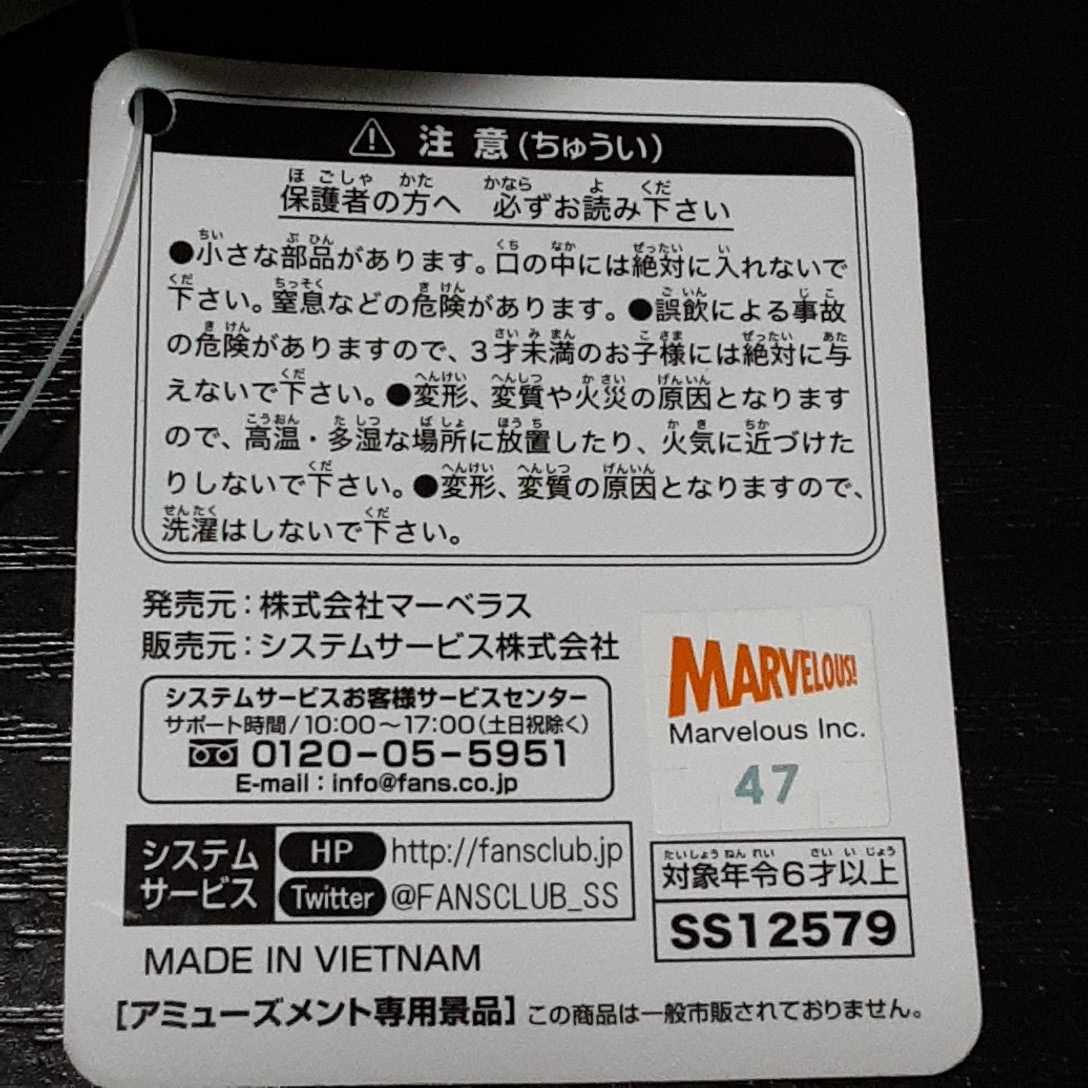 ⚠ 注意(ちゅうい)
保護者の方へ 必ずお読み下さい
●小さな部品があります。口の中には絶対に入れないで
下さい。窒息などの危険があります。●誤飲による事故
の危険がありますので、3才未満のお子様には絶対に与
えないで下さい。●変形、変質や火災の原因となります
ので、高温・多湿な場所に放置したり、火気に近づけた
りしないで下さい。●変形、変質の原因となりますので、
洗濯はしないで下さい。
発売元:株式会社マーベラス
販売元:システムサービス株式会社
システムサービスお客様サービスセンター
サポート時間/10:00〜17:00(土日祝除く)
0120-05-5951
E-mail:info@fans.co.jp
MARVELOUS!
Marvelous Inc.
47
システム
サービス
HP http://fansclub.jp
Twitter @FANSCLUB_SS
対象年令6才以上
SS12579
MADE IN VIETNAM
[アミューズメント専用景品] この商品は一般市販されておりません。